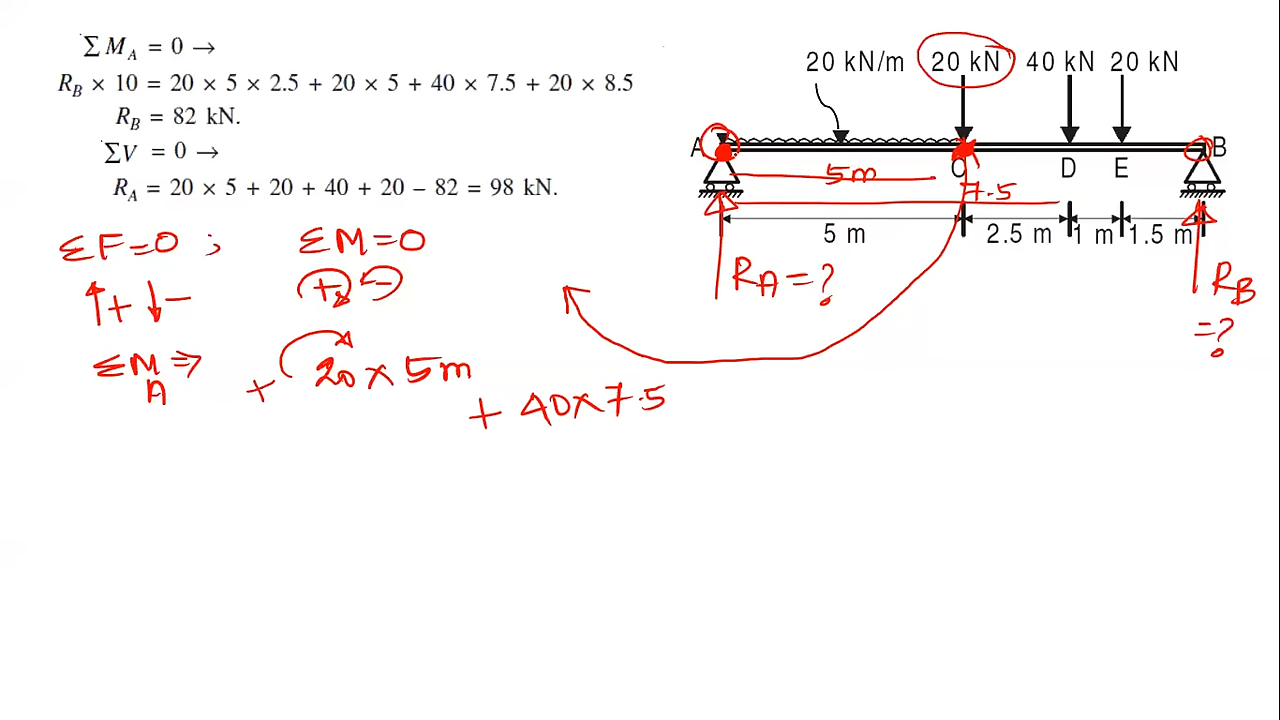 Σ M_A = 0 →
R_B × 10 = 20 × 5 × 2.5 + 20 × 5 + 40 × 7.5 + 20 × 8.5
R_B = 82 kN.
ΣV = 0 →
R_A = 20 × 5 + 20 + 40 + 20 − 82 = 98 kN.
ΣF=0 ; ΣM=0
↑+ ↓− + & −
ΣM_A ⇒ + 20 × 5m
+ 40×7.5
20 kN/m 20 kN 40 kN 20 kN
A C D E B
5m
7.5
5 m 2.5 m 1 m 1.5 m
R_A = ?
R_B
= ?